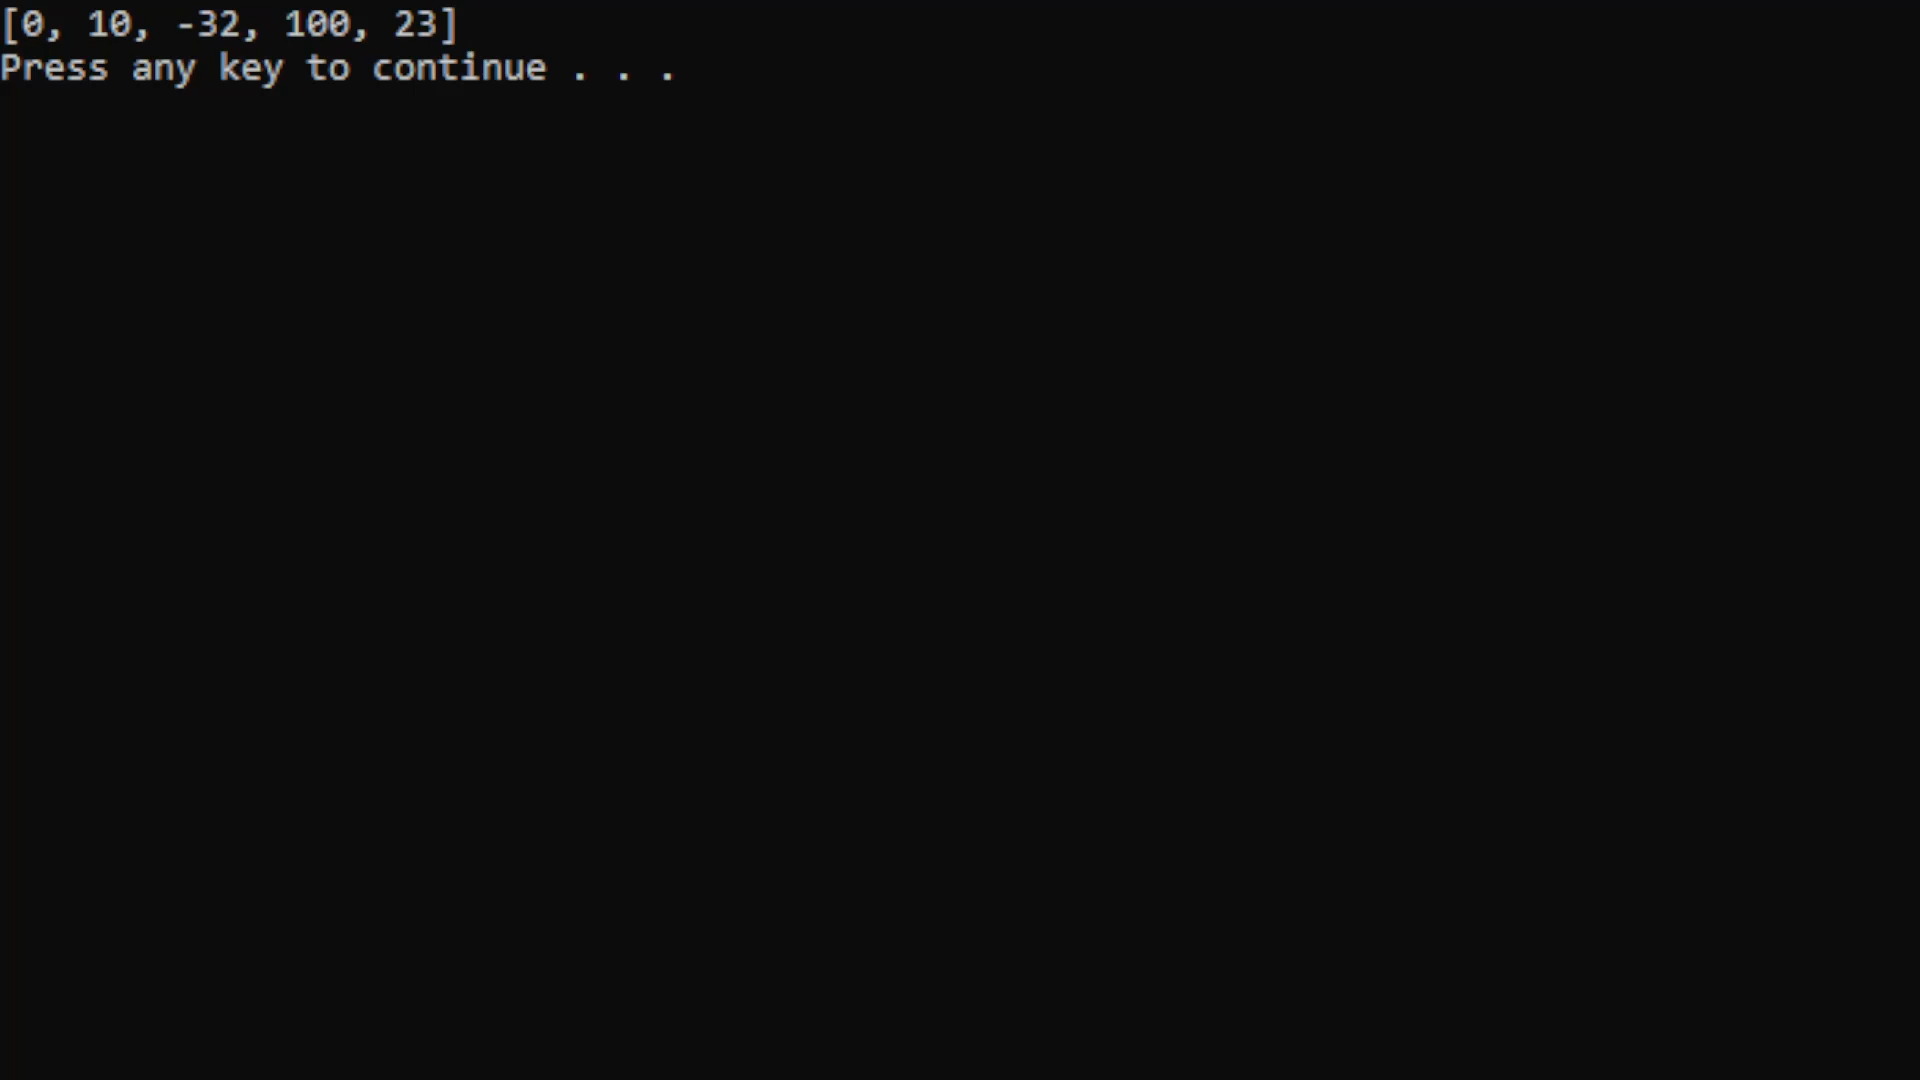 [0, 10, -32, 100, 23]
Press any key to continue . . .